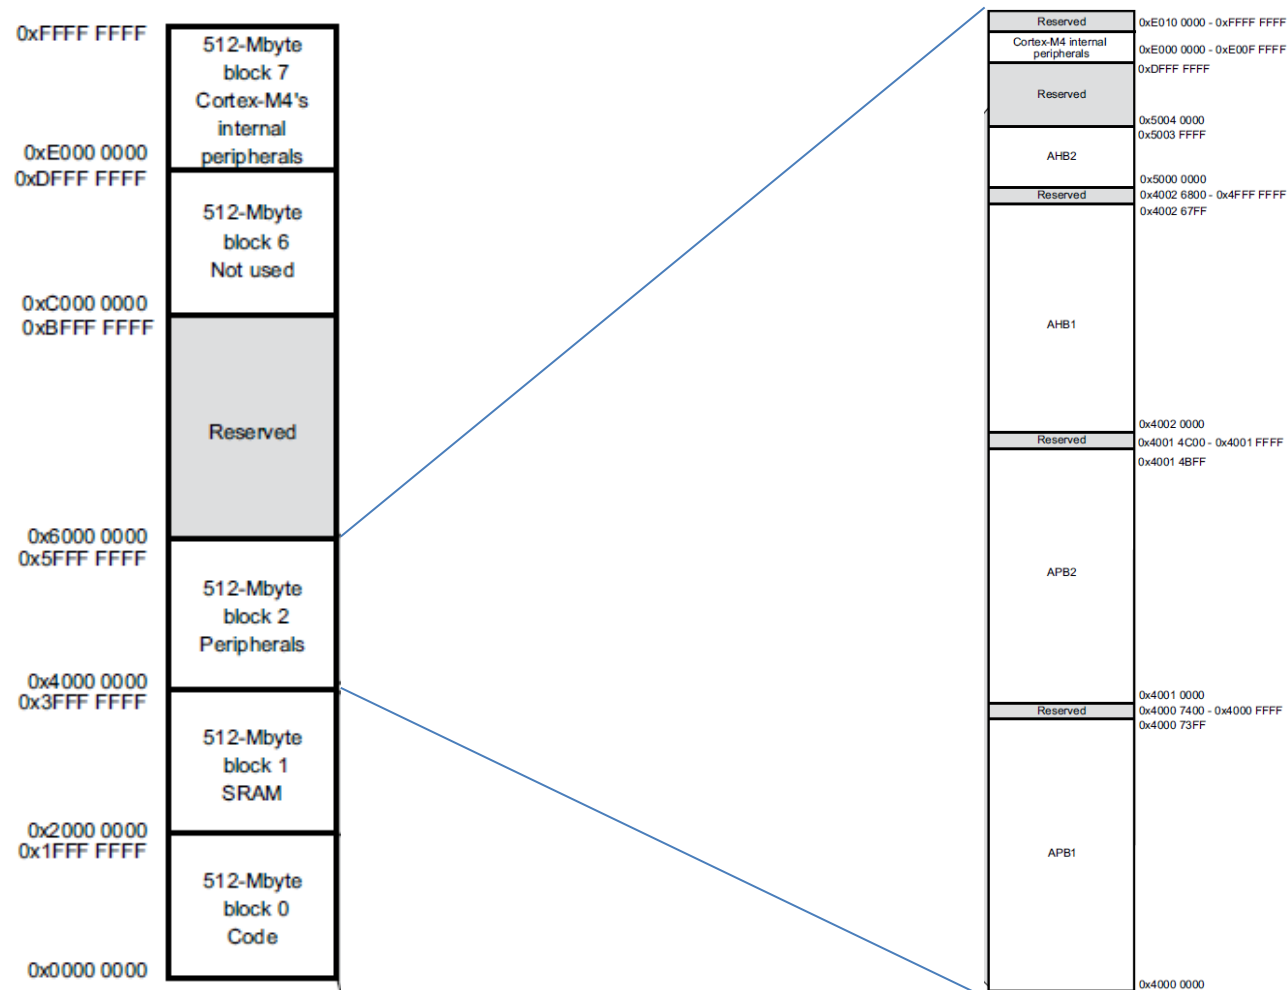 0xFFFF FFFF
512-Mbyte
block 7
Cortex-M4's
internal
peripherals
0xE000 0000
0xDFFF FFFF
512-Mbyte
block 6
Not used
0xC000 0000
0xBFFF FFFF
Reserved
0x6000 0000
0x5FFF FFFF
512-Mbyte
block 2
Peripherals
0x4000 0000
0x3FFF FFFF
512-Mbyte
block 1
SRAM
0x2000 0000
0x1FFF FFFF
512-Mbyte
block 0
Code
0x0000 0000
Reserved
0xE010 0000 - 0xFFFF FFFF
Cortex-M4 internal
peripherals
0xE000 0000 - 0xE00F FFFF
0xDFFF FFFF
Reserved
0x5004 0000
0x5003 FFFF
AHB2
0x5000 0000
Reserved
0x4002 6800 - 0x4FFF FFFF
0x4002 67FF
AHB1
0x4002 0000
Reserved
0x4001 4C00 - 0x4001 FFFF
0x4001 4BFF
APB2
0x4001 0000
Reserved
0x4000 7400 - 0x4000 FFFF
0x4000 73FF
APB1
0x4000 0000